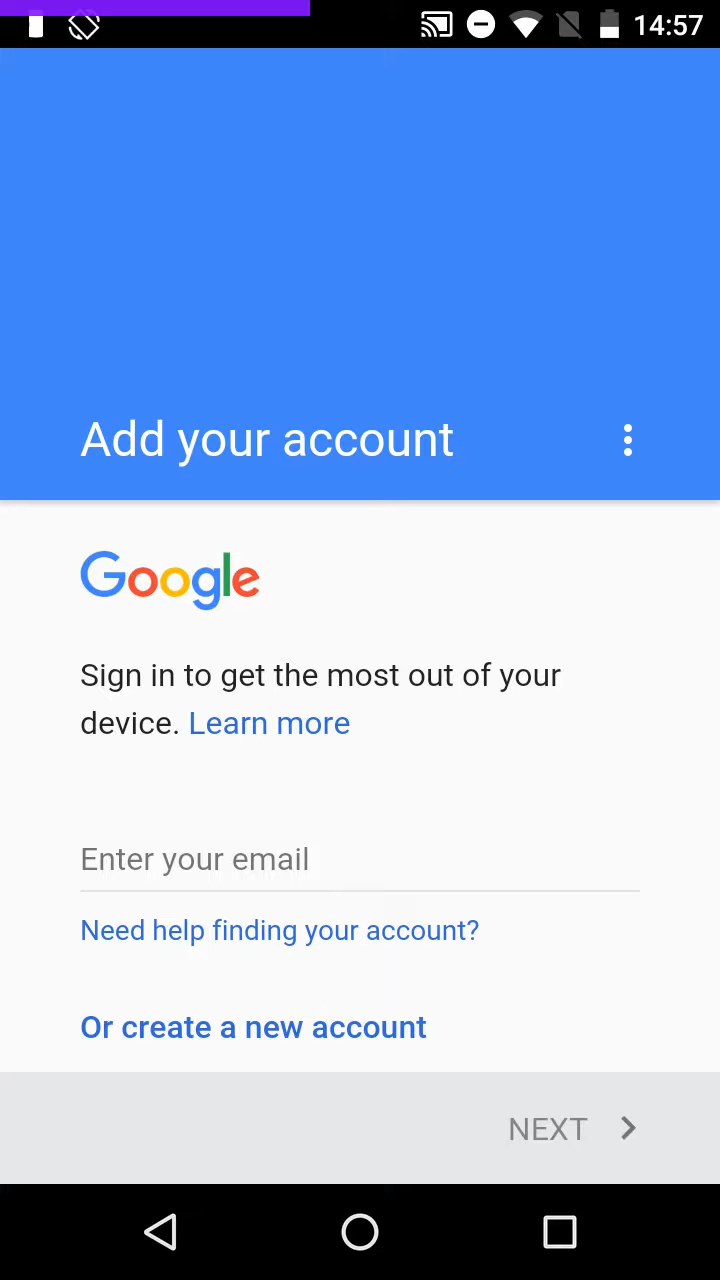 14:57
Add your account
Google
Sign in to get the most out of your
device. Learn more
Enter your email
Need help finding your account?
Or create a new account
NEXT